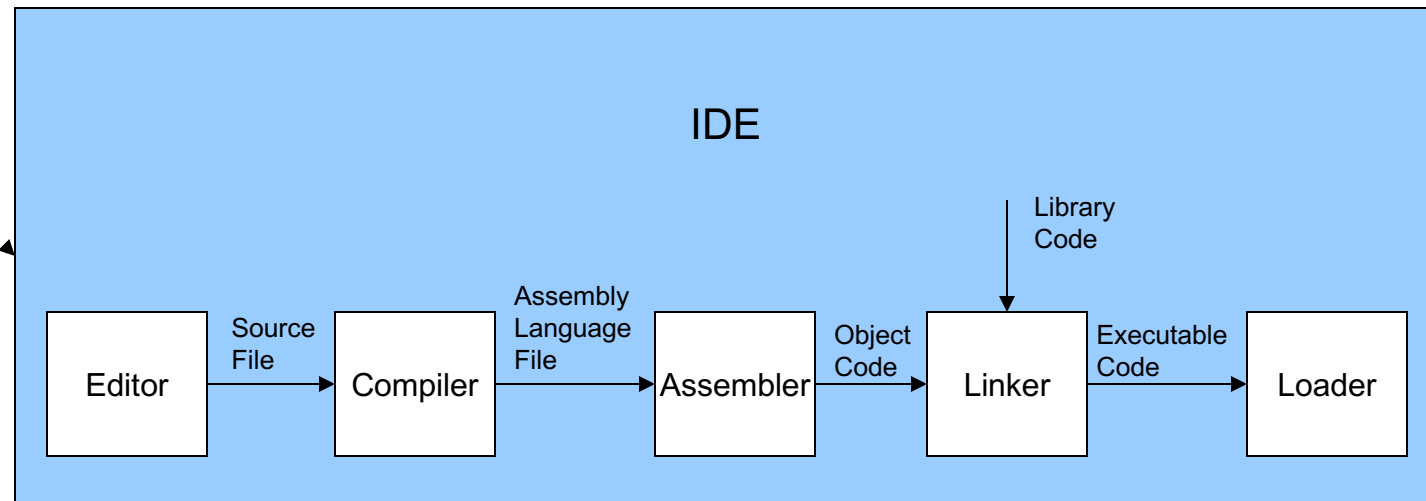 IDE
Library
Code
Editor
Source
File
Compiler
Assembly
Language
File
Assembler
Object
Code
Linker
Executable
Code
Loader